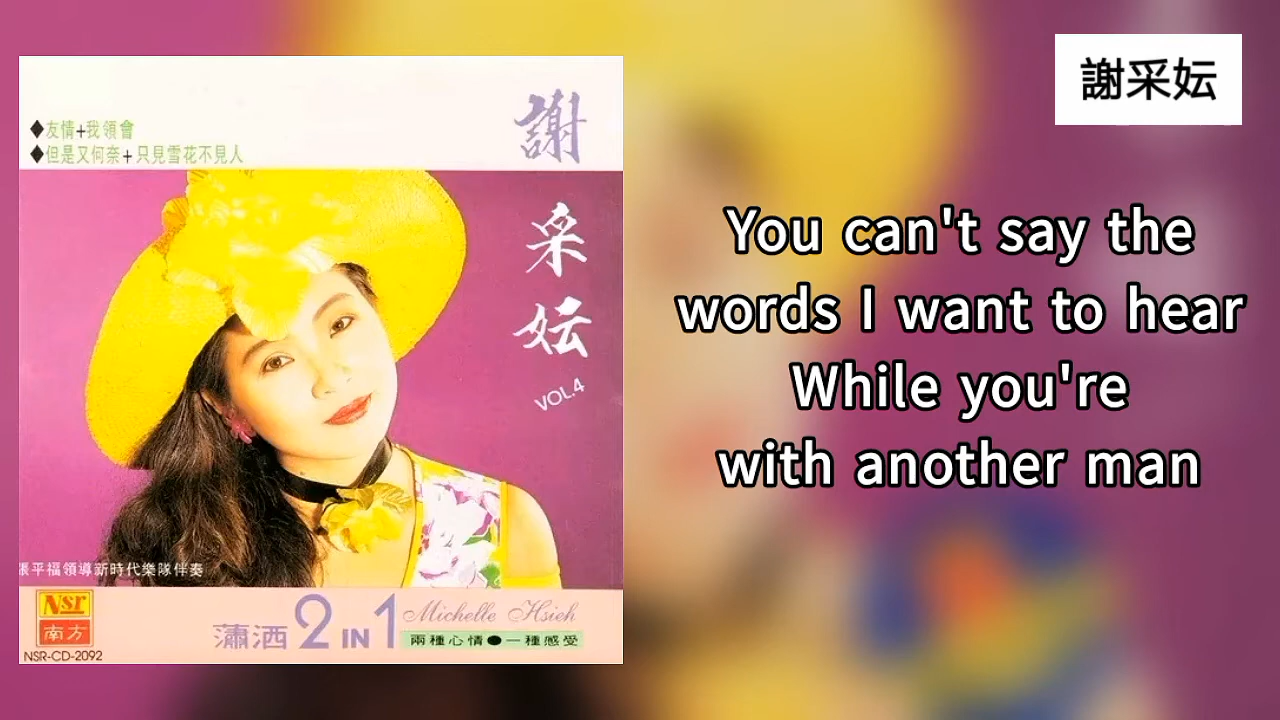 ◆友情+我領會
◆但是又何奈+只見雪花不見人
謝
采
妘
VOL.4
張平福領導新時代樂隊伴奏
Nsr
南方
NSR-CD-2092
瀟洒 2 IN 1
Michelle Hsieh
兩種心情●一種感受
謝采妘
You can't say the
words I want to hear
While you're
with another man